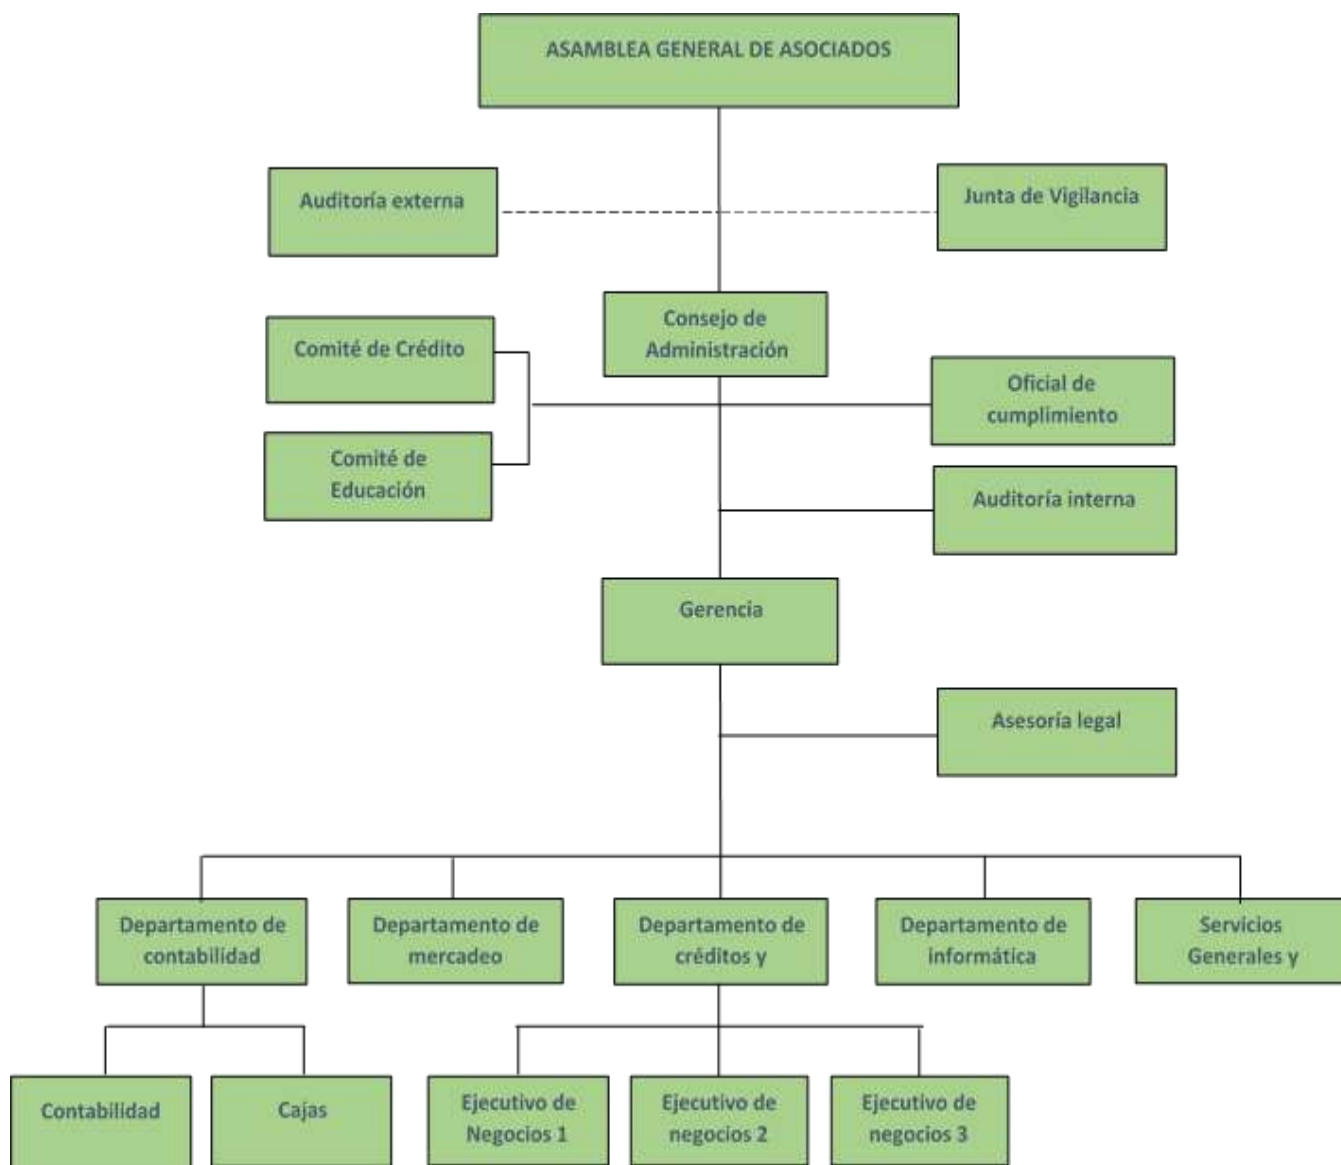 ASAMBLEA GENERAL DE ASOCIADOS
Auditoría externa
Junta de Vigilancia
Consejo de
Administración
Comité de Crédito
Oficial de
cumplimiento
Comité de
Educación
Auditoría interna
Gerencia
Asesoría legal
Departamento de
contabilidad
Departamento de
mercadeo
Departamento de
créditos y
Departamento de
informática
Servicios
Generales y
Contabilidad
Cajas
Ejecutivo de
Negocios 1
Ejecutivo de
negocios 2
Ejecutivo de
negocios 3